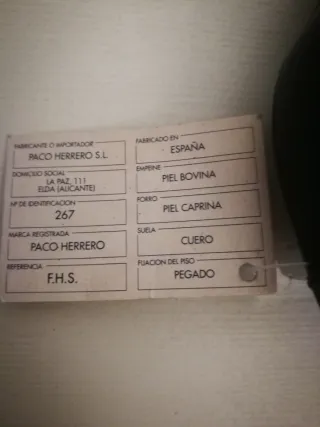 FABRICANTE O IMPORTADOR
PACO HERRERO S.L.
DOMICILIO SOCIAL
LA PAZ, 111
ELDA (ALICANTE)
Nº DE IDENTIFICACION
267
MARCA REGISTRADA
PACO HERRERO
REFERENCIA
F.H.S.
FABRICADO EN
ESPAÑA
EMPEINE
PIEL BOVINA
FORRO
PIEL CAPRINA
SUELA
CUERO
FIJACION DEL PISO
PEGADO